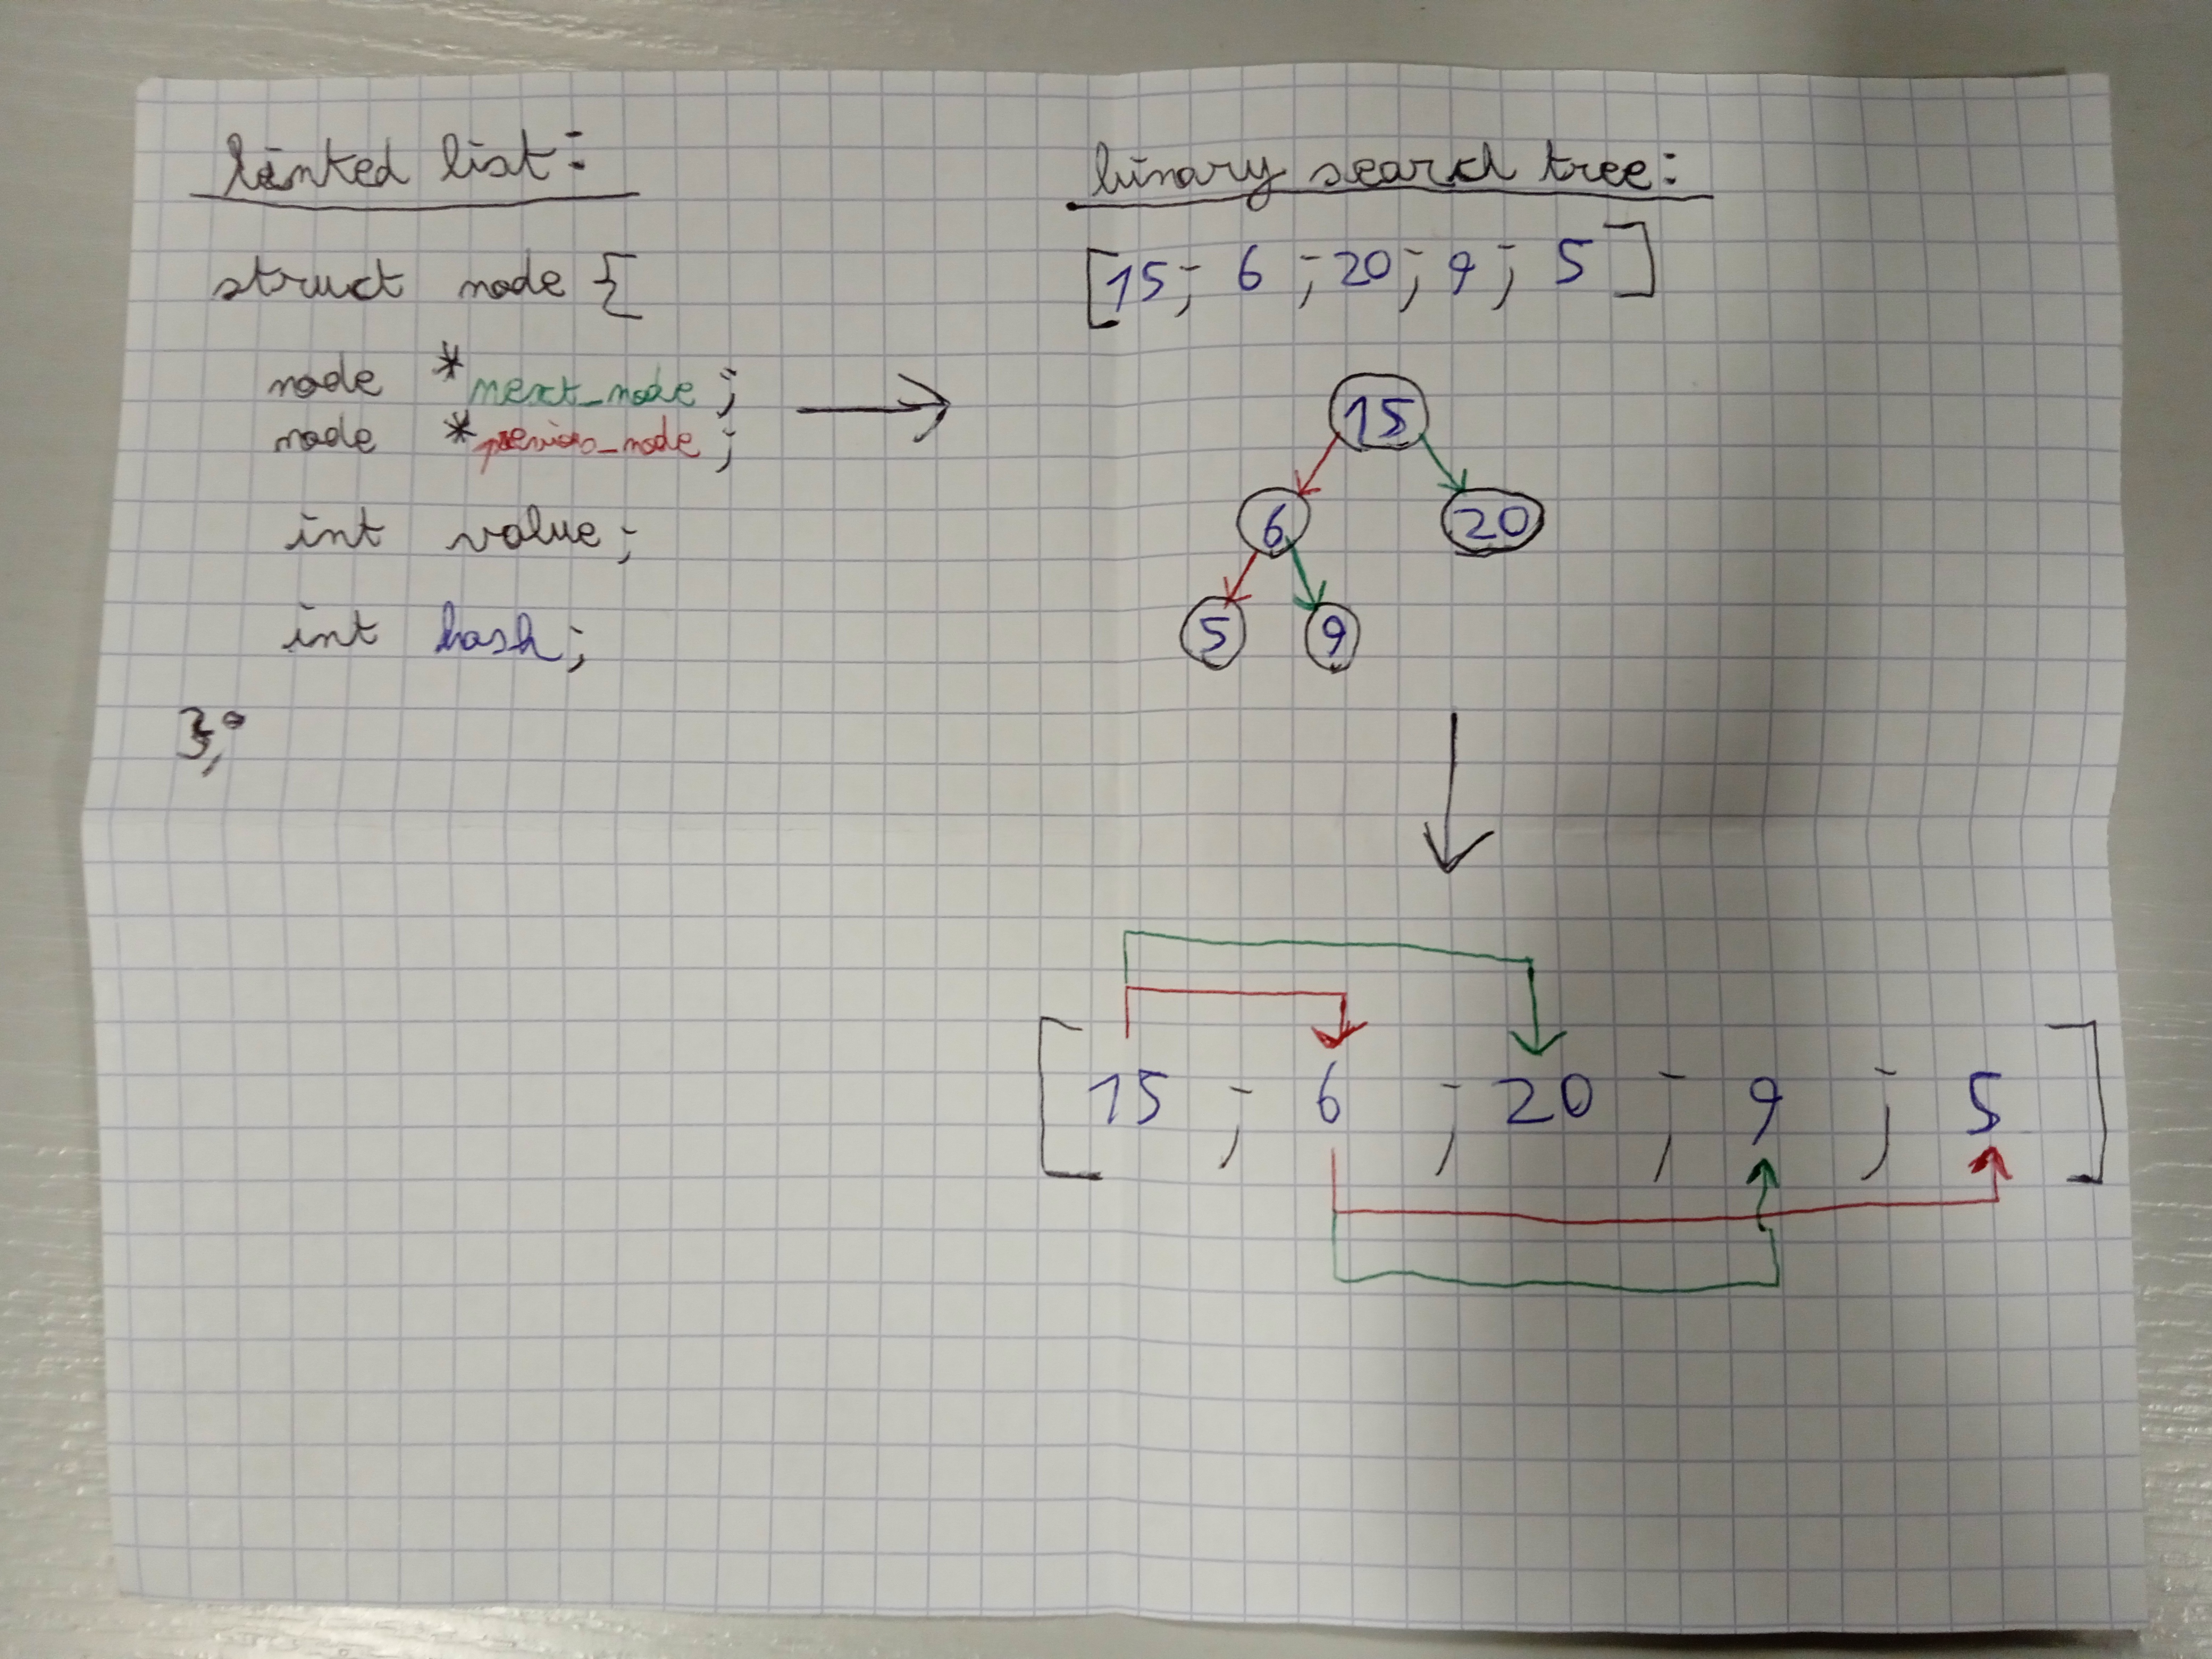 linked list:
struct node {
node *next_node;
node *previos_node;
int value;
int hash;
};
binary search tree:
[15; 6; 20; 9; 5]
15
6 20
5 9
[15; 6; 20; 9; 5]